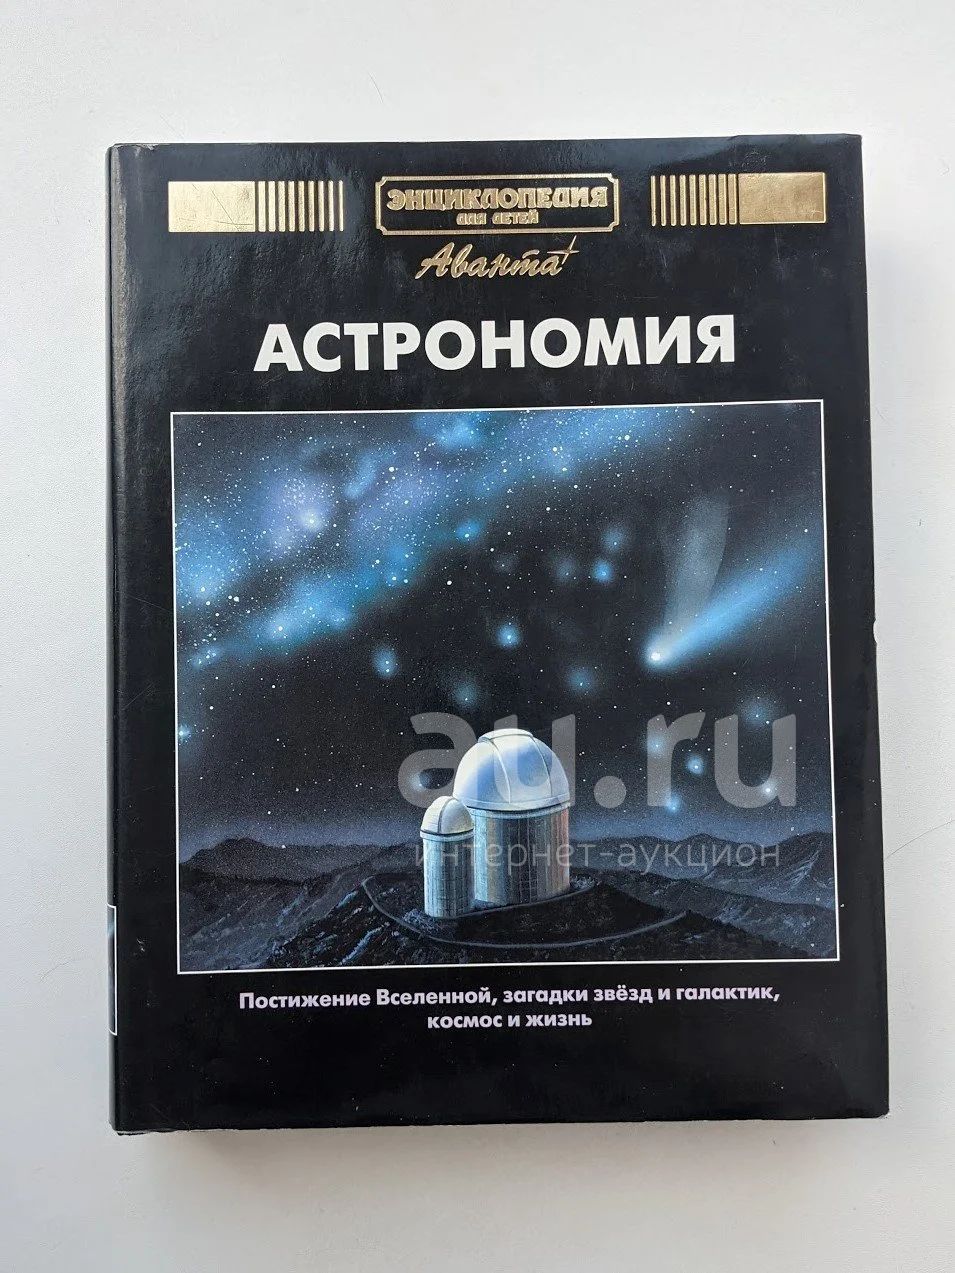 ЭНЦИКЛОПЕДИЯ
ДЛЯ ДЕТЕЙ
Аванта+
АСТРОНОМИЯ
au.ru
интернет-аукцион
Постижение Вселенной, загадки звёзд и галактик,
космос и жизнь